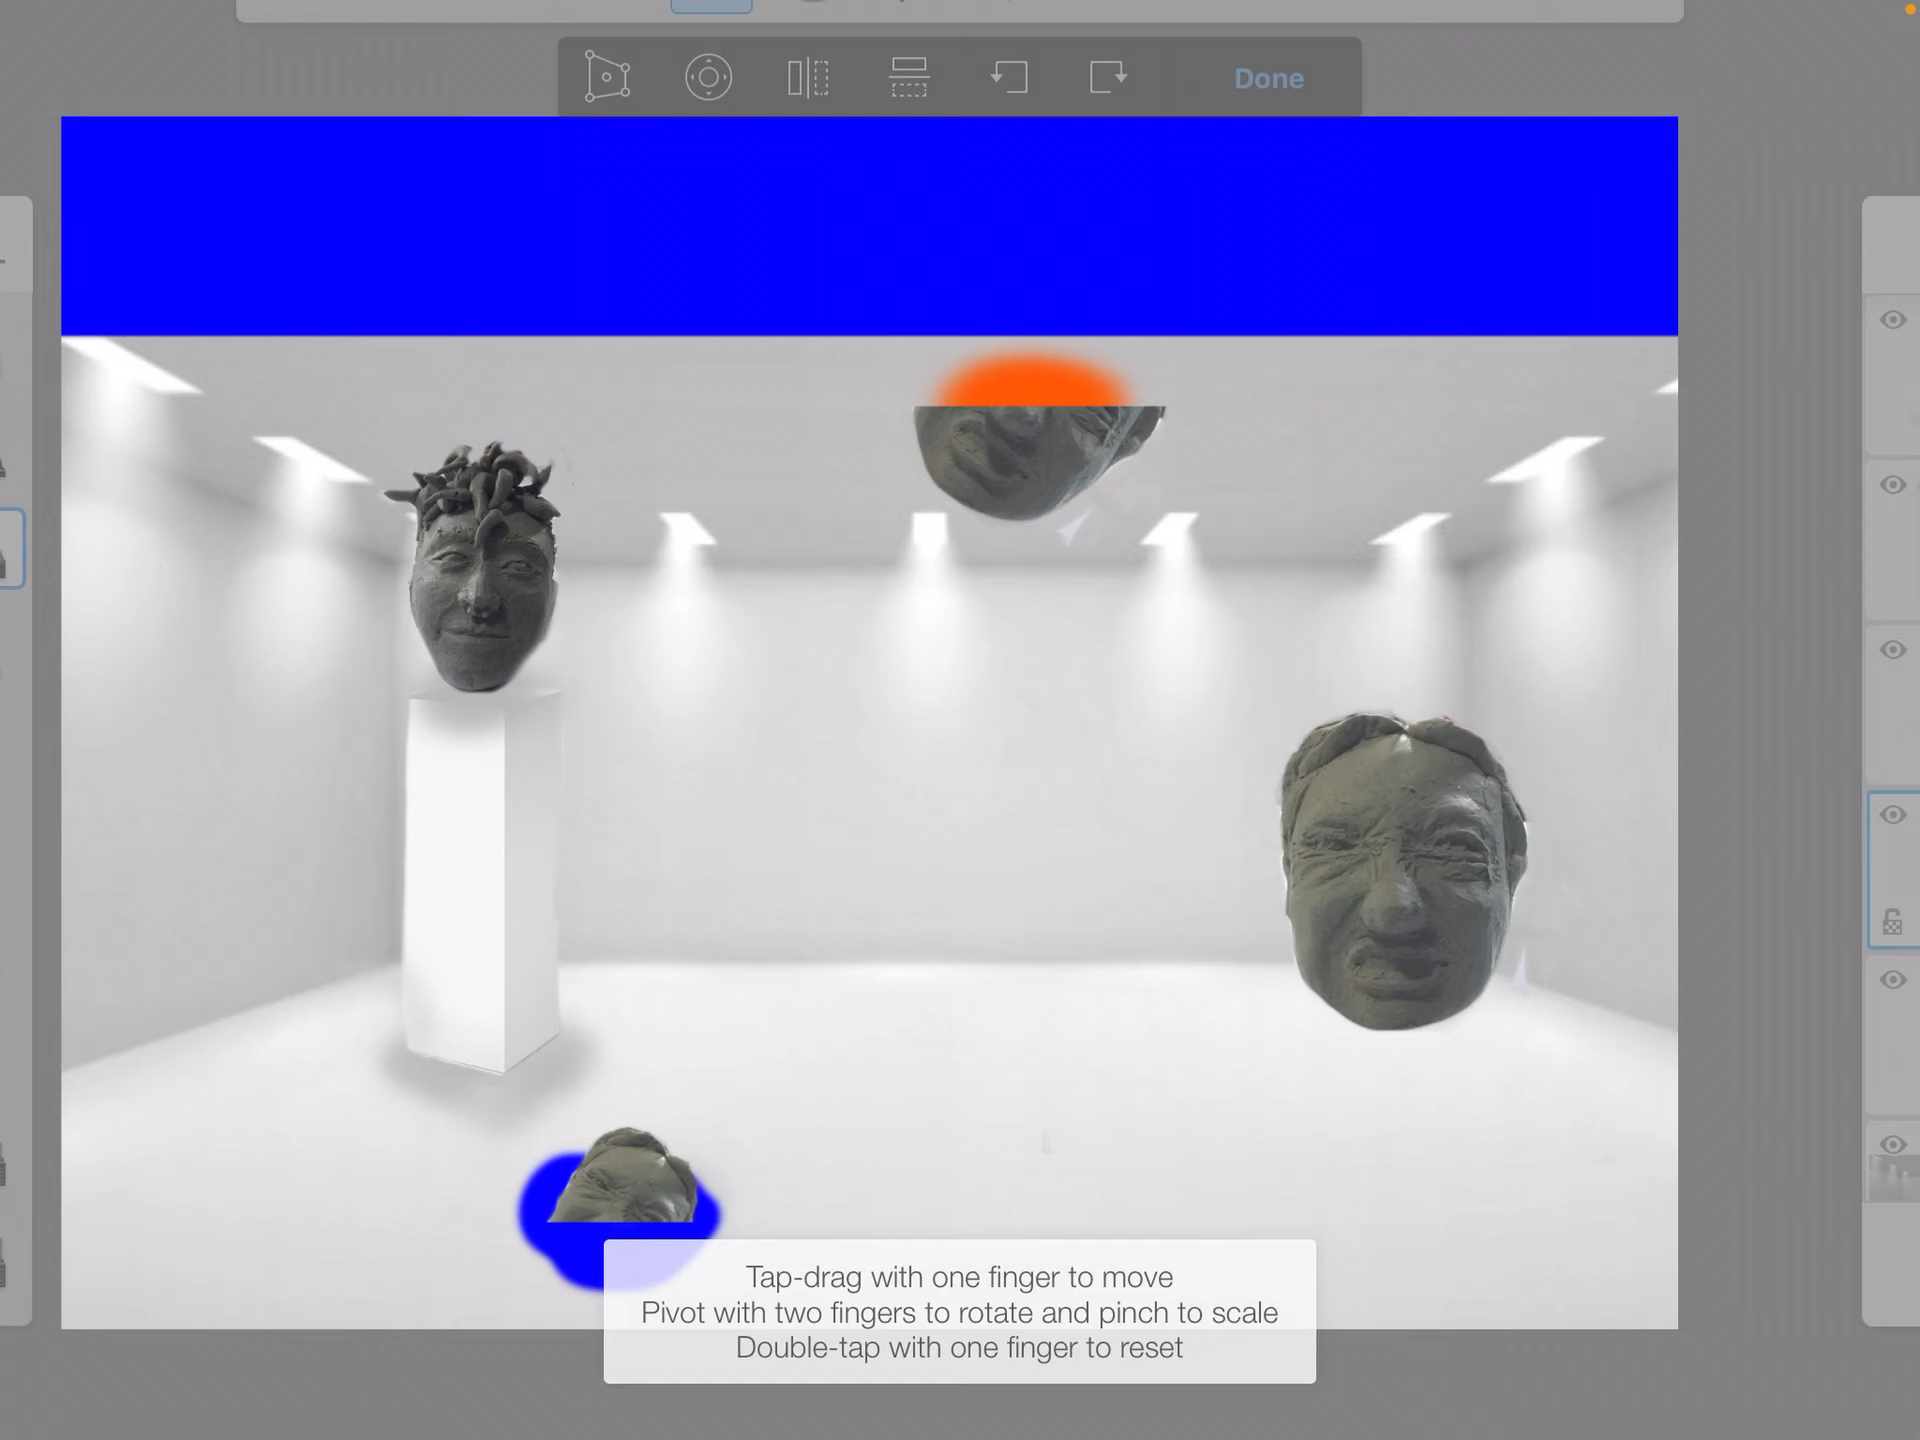 Done
Tap-drag with one finger to move
Pivot with two fingers to rotate and pinch to scale
Double-tap with one finger to reset